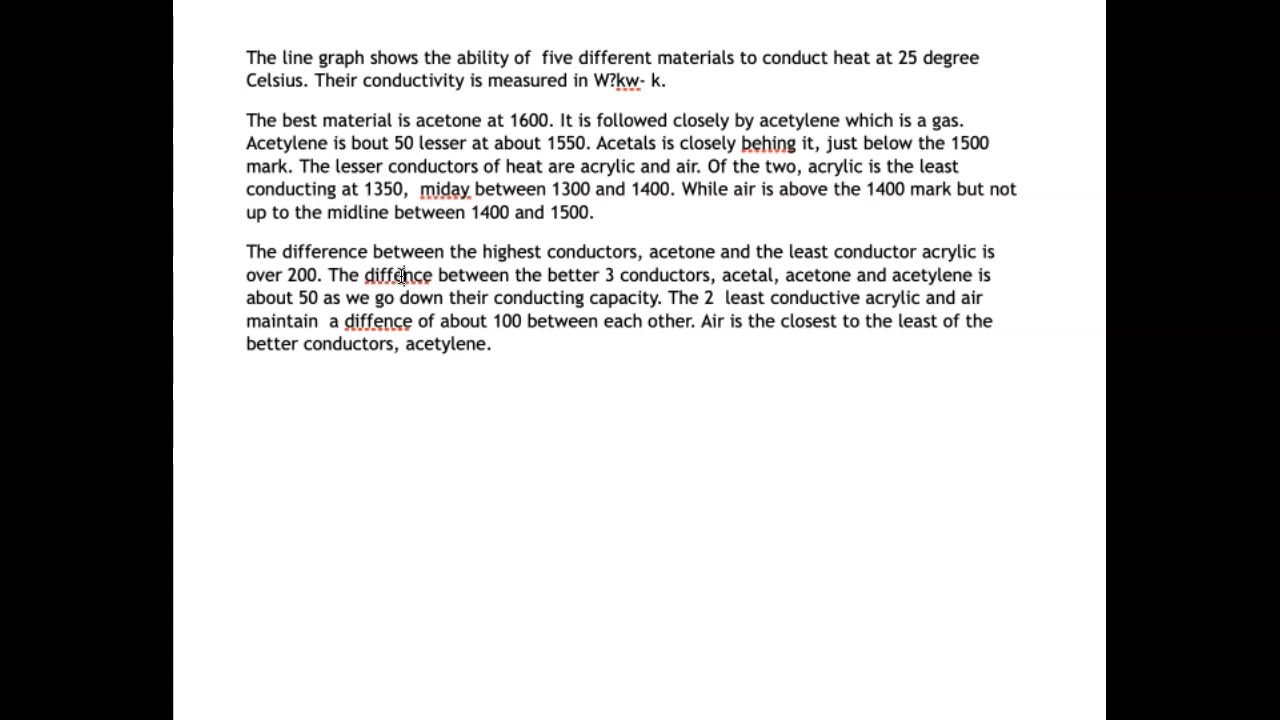 The line graph shows the ability of  five different materials to conduct heat at 25 degree
Celsius. Their conductivity is measured in W?kw- k.
The best material is acetone at 1600. It is followed closely by acetylene which is a gas.
Acetylene is bout 50 lesser at about 1550. Acetals is closely behing it, just below the 1500
mark. The lesser conductors of heat are acrylic and air. Of the two, acrylic is the least
conducting at 1350,  miday between 1300 and 1400. While air is above the 1400 mark but not
up to the midline between 1400 and 1500.
The difference between the highest conductors, acetone and the least conductor acrylic is
over 200. The diffence between the better 3 conductors, acetal, acetone and acetylene is
about 50 as we go down their conducting capacity. The 2  least conductive acrylic and air
maintain  a diffence of about 100 between each other. Air is the closest to the least of the
better conductors, acetylene.